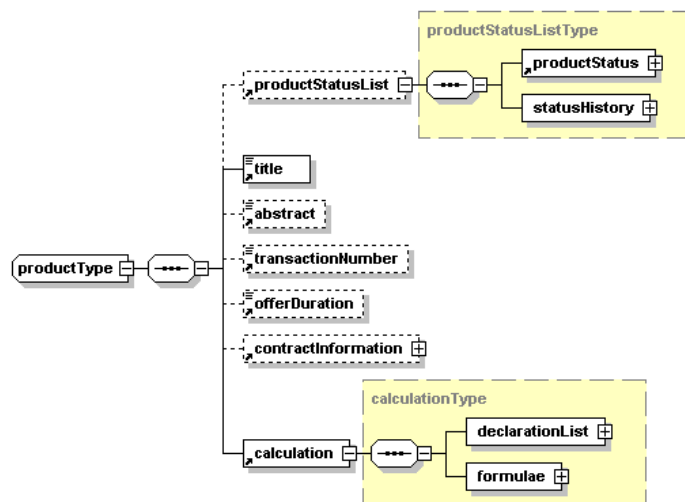 productStatusListType
productStatusList
productStatus
statusHistory
title
abstract
productType
transactionNumber
offerDuration
contractInformation
calculationType
calculation
declarationList
formulae